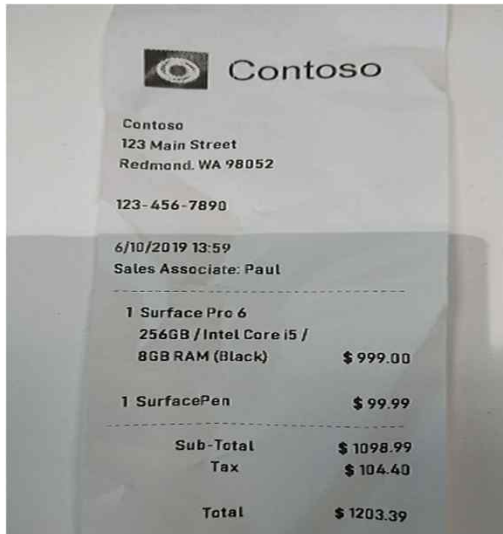 Contoso
Contoso
123 Main Street
Redmond. WA 98052
123-456-7890
6/10/2019 13:59
Sales Associate: Paul
1 Surface Pro 6
256GB / Intel Core i5 /
8GB RAM (Black) $ 999.00
1 SurfacePen $ 99.99
Sub-Total $ 1098.99
Tax $ 104.40
Total $ 1203.39